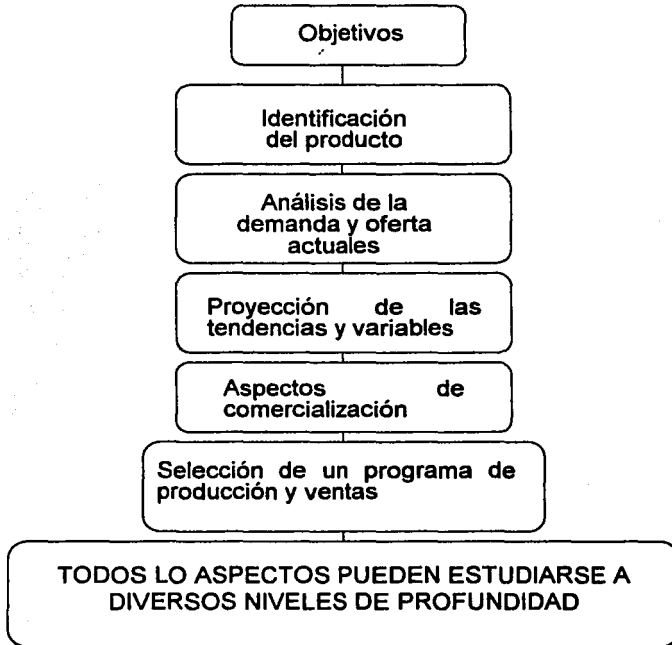 Objetivos
Identificación
del producto
Análisis de la
demanda y oferta
actuales
Proyección de las
tendencias y variables
Aspectos de
comercialización
Selección de un programa de
producción y ventas
TODOS LO ASPECTOS PUEDEN ESTUDIARSE A
DIVERSOS NIVELES DE PROFUNDIDAD